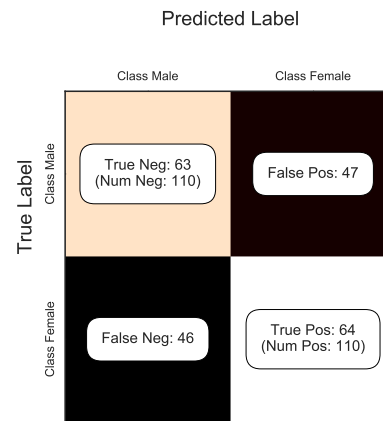 Predicted Label
Class Male
Class Female
True Label
Class Male
True Neg: 63
(Num Neg: 110)
False Pos: 47
Class Female
False Neg: 46
True Pos: 64
(Num Pos: 110)